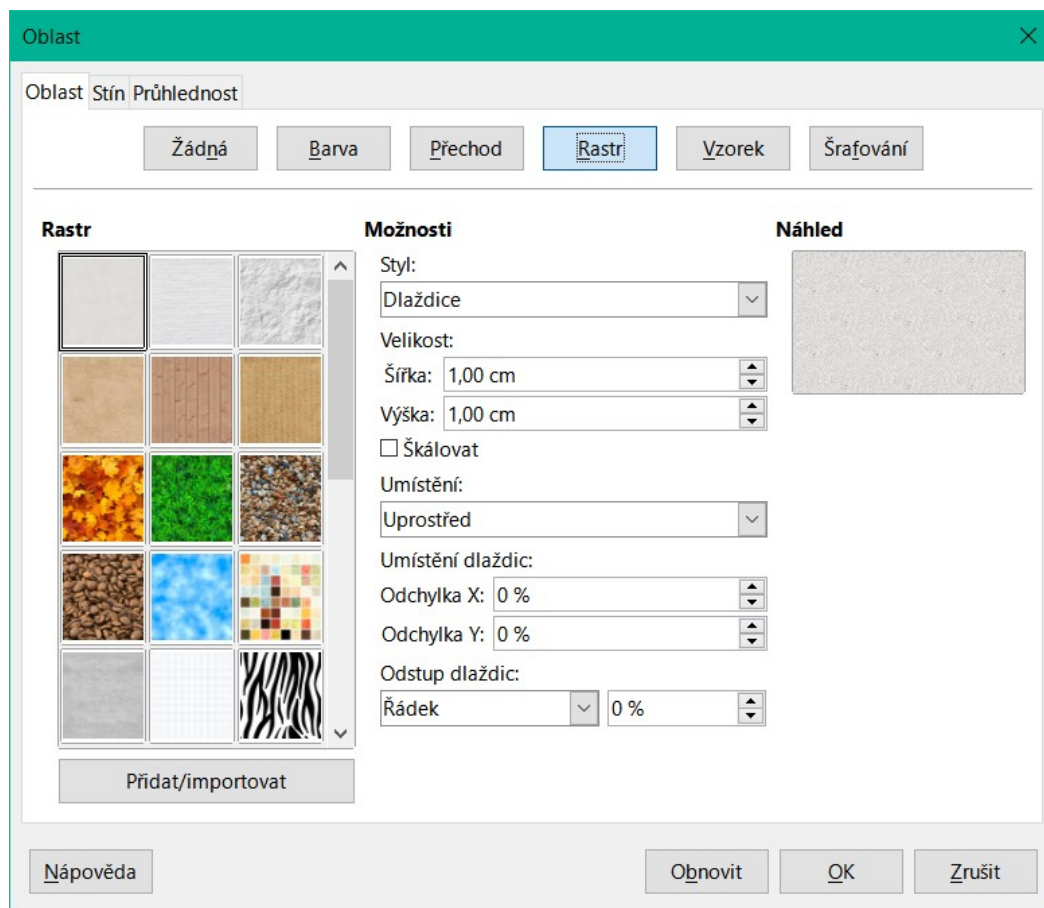 Oblast
Oblast Stín Průhlednost
Žádná Barva Přechod Rastr Vzorek Šrafování
Rastr
Možnosti
Náhled
Styl:
Dlaždice
Velikost:
Šířka: 1,00 cm
Výška: 1,00 cm
Škálovat
Umístění:
Uprostřed
Umístění dlaždic:
Odchylka X: 0 %
Odchylka Y: 0 %
Odstup dlaždic:
Řádek 0 %
Přidat/importovat
Nápověda Obnovit OK Zrušit